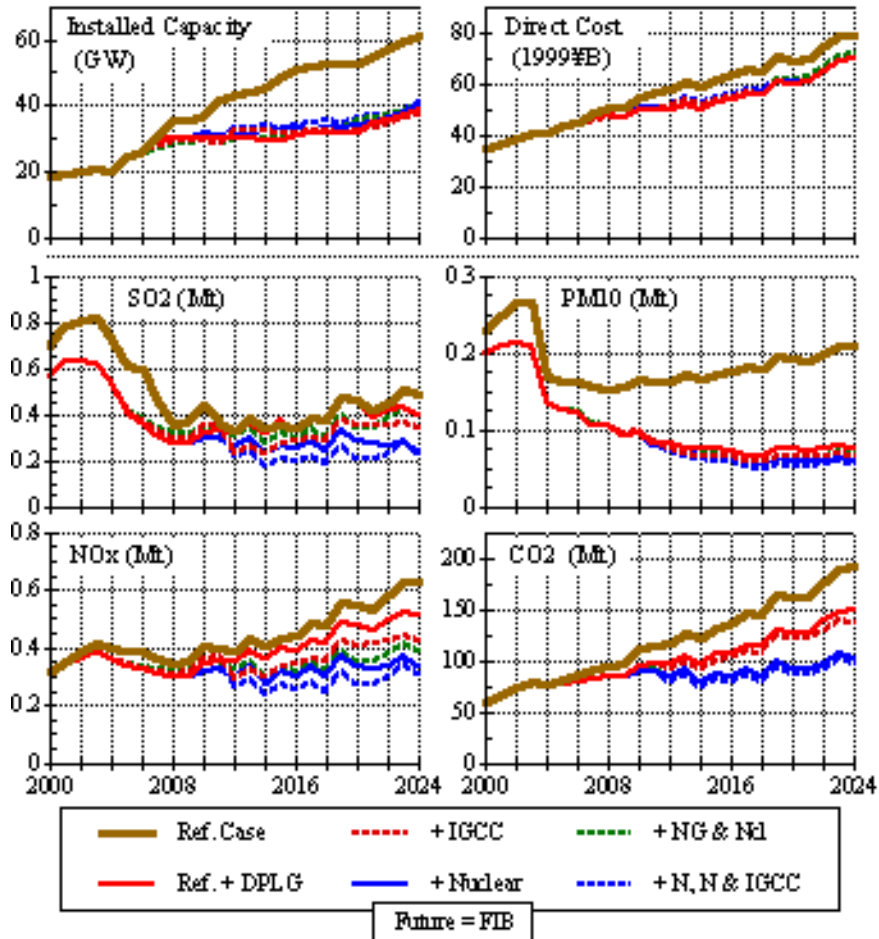 Installed Capacity
(GW)
60
40
20
0
Direct Cost
(1999¥B)
80
60
40
20
0
SO2 (Mt)
1
0.8
0.6
0.4
0.2
0
PM10 (Mt)
0.3
0.2
0.1
0
NOx (Mt)
0.8
0.6
0.4
0.2
0
2000 2008 2016 2024
CO2 (Mt)
200
150
100
50
0
2000 2008 2016 2024
Ref. Case + IGCC + NG & Ncl
Ref. + DPLG + Nuclear + N, N & IGCC
Future = FIB